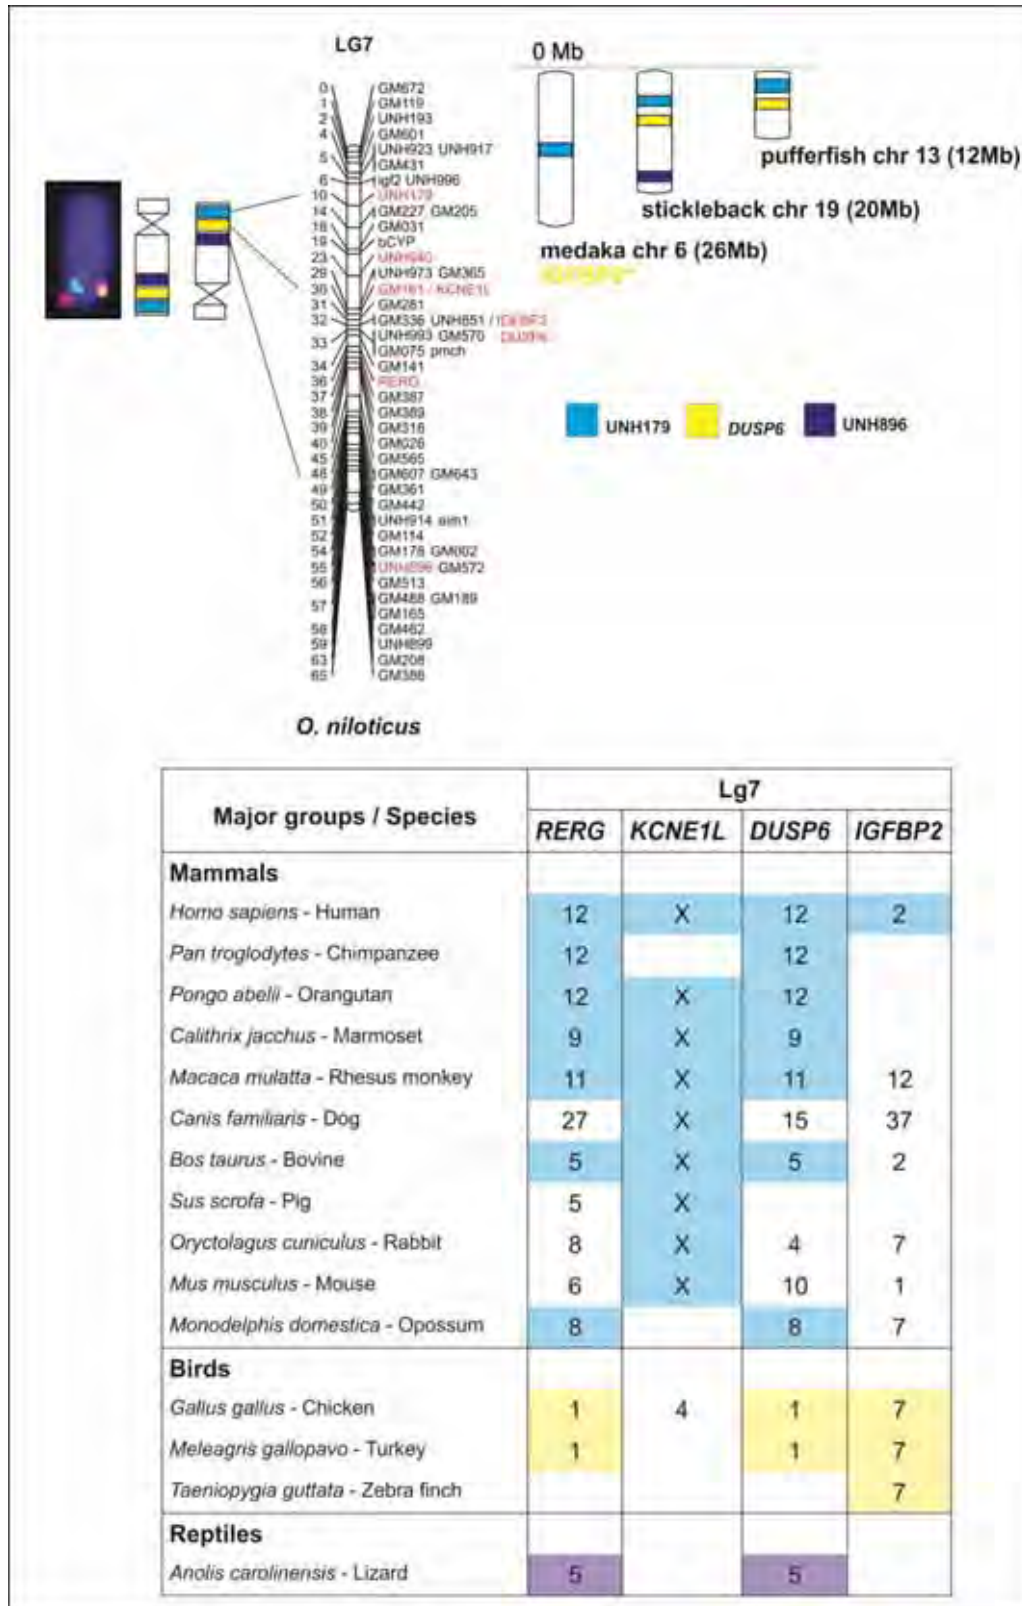 LG7
0 GM672
1 GM119
2 UNH193
4 GM601
UNH923 UNH917
5 GM431
6 igf2 UNH996
10 UNH179
14 GM227 GM205
18 GM031
19 bCYP
23
UNH973 GM365
30 GM161 / KCNE1L
31 GM281
32 GM336 UNH851 /
33 UNH993 GM570 DUSP6
GM075 pmch
34 GM141
36 RERG
37 GM387
38 GM389
39 GM316
40 GM026
45 GM565
48 GM607 GM643
49 GM361
50 GM442
51 UNH914 aim1
52 GM114
54 GM178 GM002
55 UNH896 GM572
56 GM513
57 GM488 GM189
GM165
58 GM462
59 UNH899
63 GM208
65 GM388
O. niloticus
0 Mb
pufferfish chr 13 (12Mb)
stickleback chr 19 (20Mb)
medaka chr 6 (26Mb)
UNH179 DUSP6 UNH896
Major groups / Species Lg7
RERG KCNE1L DUSP6 IGFBP2
Mammals
Homo sapiens - Human 12 X 12 2
Pan troglodytes - Chimpanzee 12 12
Pongo abelii - Orangutan 12 X 12
Calithrix jacchus - Marmoset 9 X 9
Macaca mulatta - Rhesus monkey 11 X 11 12
Canis familiaris - Dog 27 X 15 37
Bos taurus - Bovine 5 X 5 2
Sus scrofa - Pig 5 X
Oryctolagus cuniculus - Rabbit 8 X 4 7
Mus musculus - Mouse 6 X 10 1
Monodelphis domestica - Opossum 8 8 7
Birds
Gallus gallus - Chicken 1 4 1 7
Meleagris gallopavo - Turkey 1 1 7
Taeniopygia guttata - Zebra finch 7
Reptiles
Anolis carolinensis - Lizard 5 5